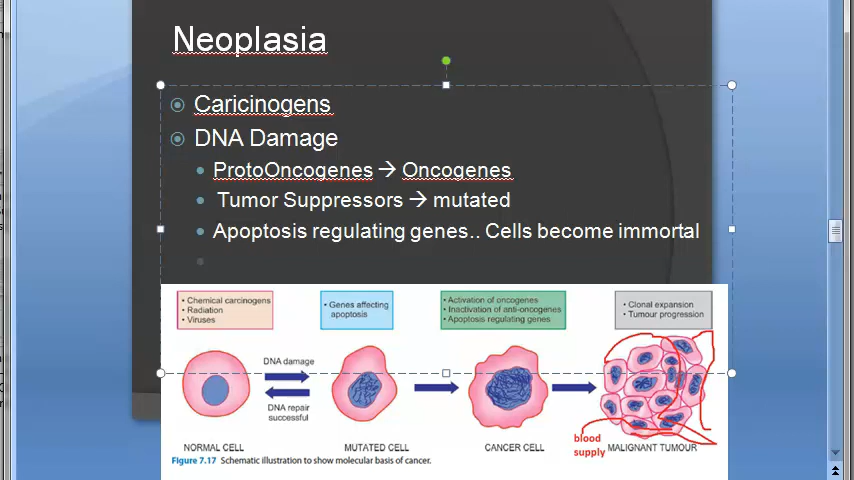 Neoplasia
Caricinogens
DNA Damage
ProtoOncogenes → Oncogenes
Tumor Suppressors → mutated
Apoptosis regulating genes.. Cells become immortal
• Chemical carcinogens
• Radiation
• Viruses
• Genes affecting
apoptosis
• Activation of oncogenes
• Inactivation of anti-oncogenes
• Apoptosis regulating genes
• Clonal expansion
• Tumour progression
DNA damage
DNA repair
successful
NORMAL CELL
MUTATED CELL
CANCER CELL
MALIGNANT TUMOUR
blood
supply
Figure 7.17 Schematic illustration to show molecular basis of cancer.